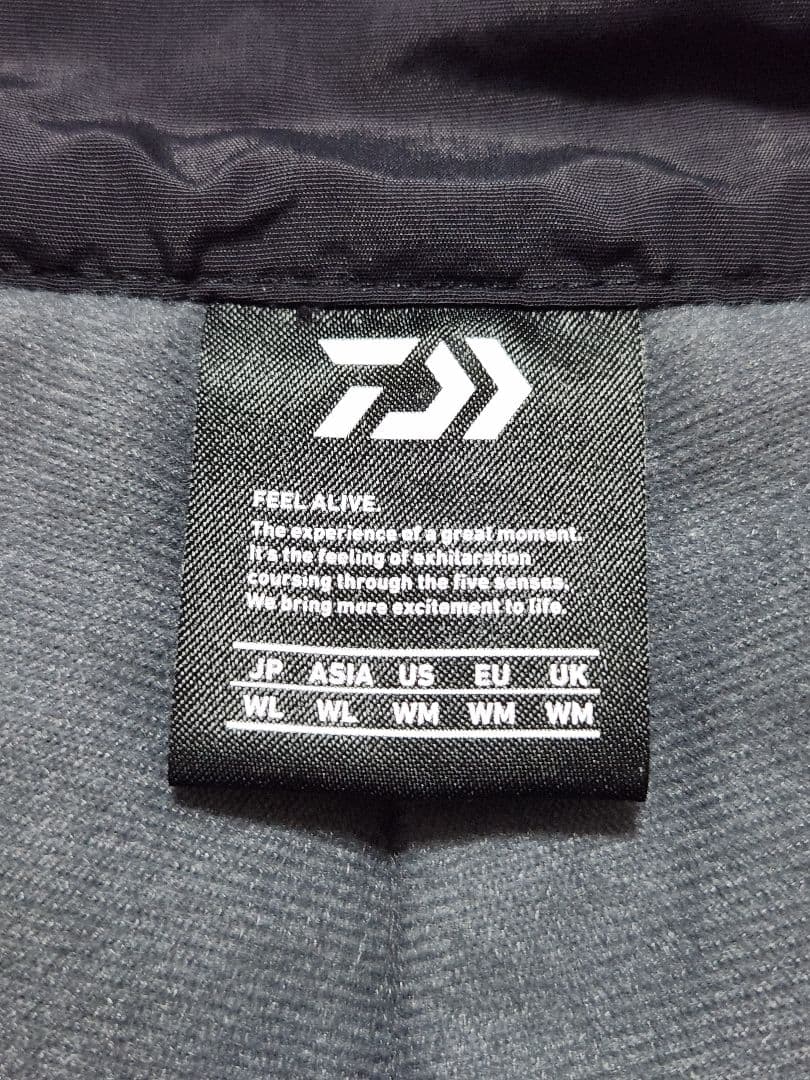 FEEL ALIVE.
The experience of a great moment.
It's the feeling of exhilaration
coursing through the five senses.
We bring more excitement to life.
JP ASIA US EU UK
WL WL WM WM WM